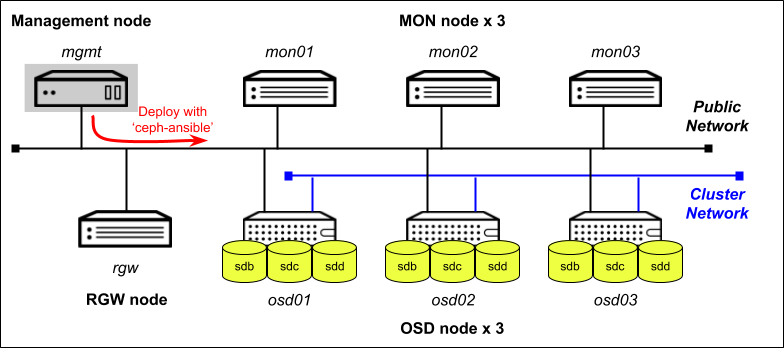 Management node
MON node x 3
mgmt
mon01
mon02
mon03
Deploy with
‘ceph-ansible’
Public
Network
Cluster
Network
sdb
sdc
sdd
sdb
sdc
sdd
sdb
sdc
sdd
rgw
RGW node
osd01
osd02
osd03
OSD node x 3